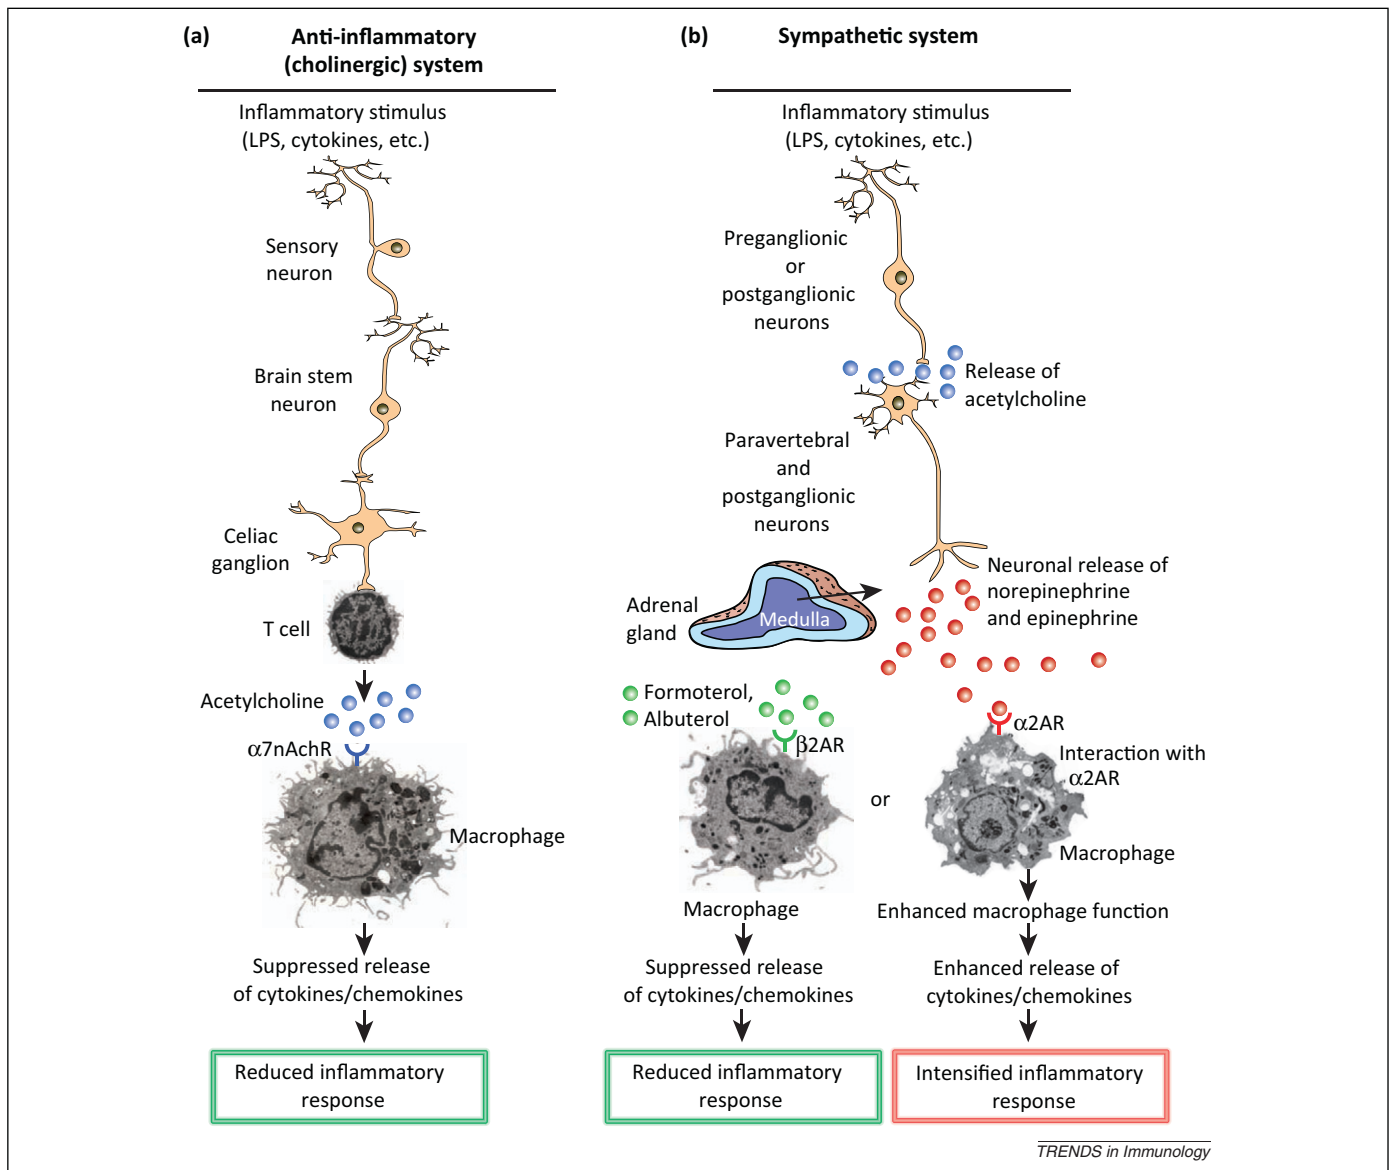 (a)
Anti-inflammatory
(cholinergic) system
Inflammatory stimulus
(LPS, cytokines, etc.)
Sensory
neuron
Brain stem
neuron
Celiac
ganglion
T cell
Acetylcholine
α7nAchR
Macrophage
Suppressed release
of cytokines/chemokines
Reduced inflammatory
response
(b)
Sympathetic system
Inflammatory stimulus
(LPS, cytokines, etc.)
Preganglionic
or
postganglionic
neurons
Release of
acetylcholine
Paravertebral
and
postganglionic
neurons
Neuronal release of
norepinephrine
and epinephrine
Adrenal
gland
Medulla
Formoterol,
Albuterol
β2AR
Macrophage
Suppressed release
of cytokines/chemokines
Reduced inflammatory
response
or
α2AR
Interaction with
α2AR
Macrophage
Enhanced macrophage function
Enhanced release of
cytokines/chemokines
Intensified inflammatory
response
TRENDS in Immunology